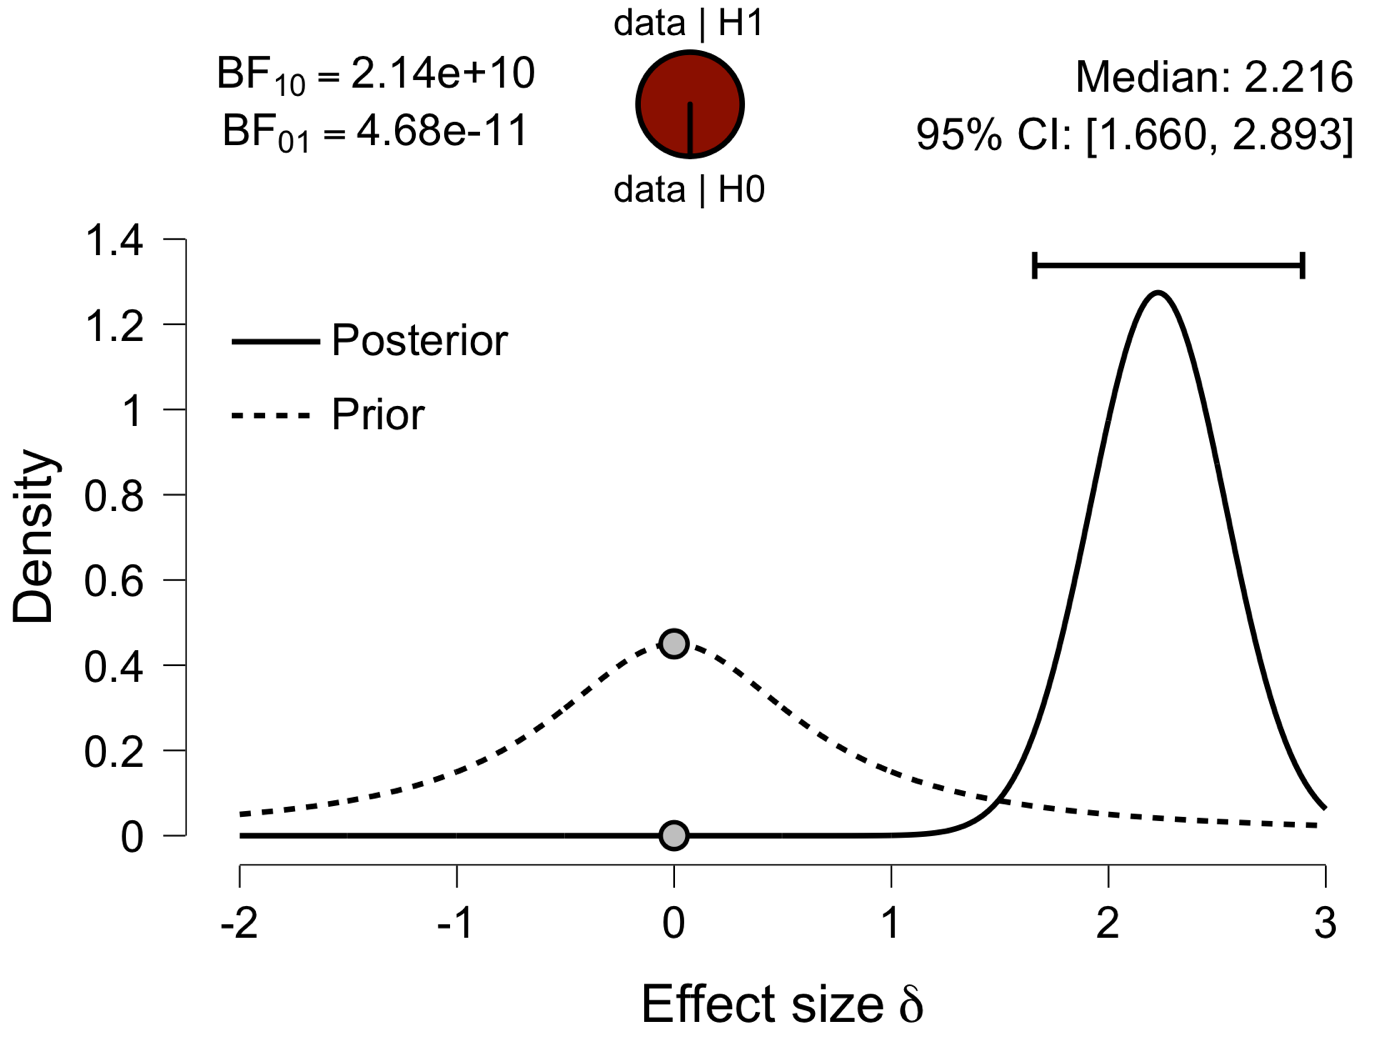 data | H1
BF10 = 2.14e+10
BF01 = 4.68e-11
Median: 2.216
95% CI: [1.660, 2.893]
data | H0
1.4
1.2
1
0.8
0.6
0.4
0.2
0
Density
Posterior
Prior
-2 -1 0 1 2 3
Effect size δ